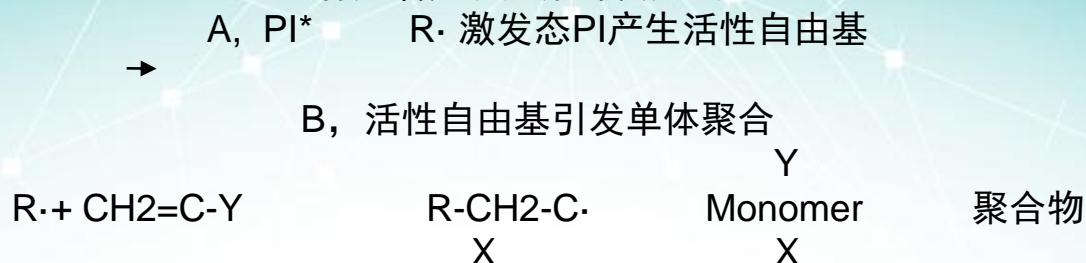 A, PI* R· 激发态PI产生活性自由基
→
B，活性自由基引发单体聚合
Y
R·+ CH2=C-Y R-CH2-C· Monomer 聚合物
X X